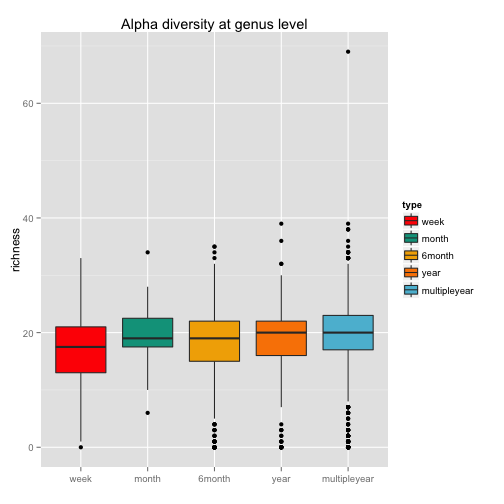 Alpha diversity at genus level
richness
60
40
20
0
week
month
6month
year
multipleyear
type
week
month
6month
year
multipleyear